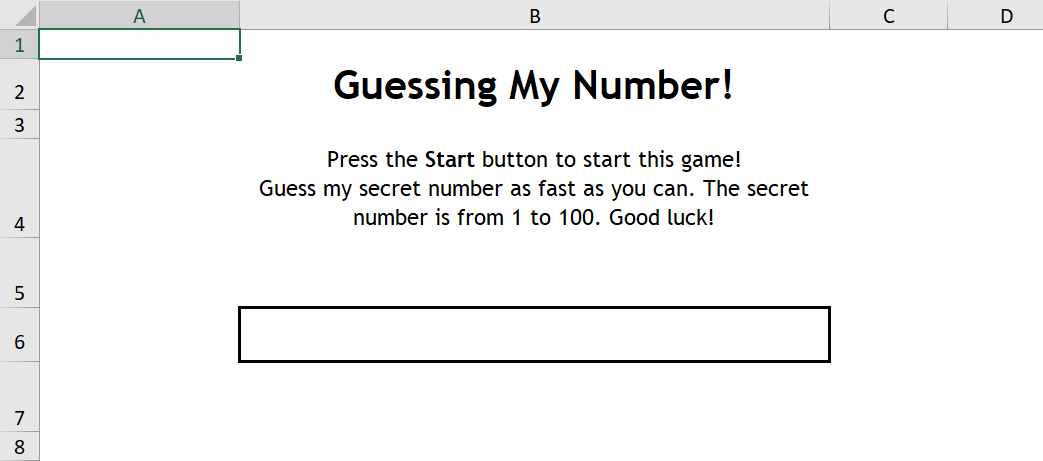 A B C D
1
2 Guessing My Number!
3
Press the Start button to start this game!
Guess my secret number as fast as you can. The secret
4 number is from 1 to 100. Good luck!
5
6
7
8